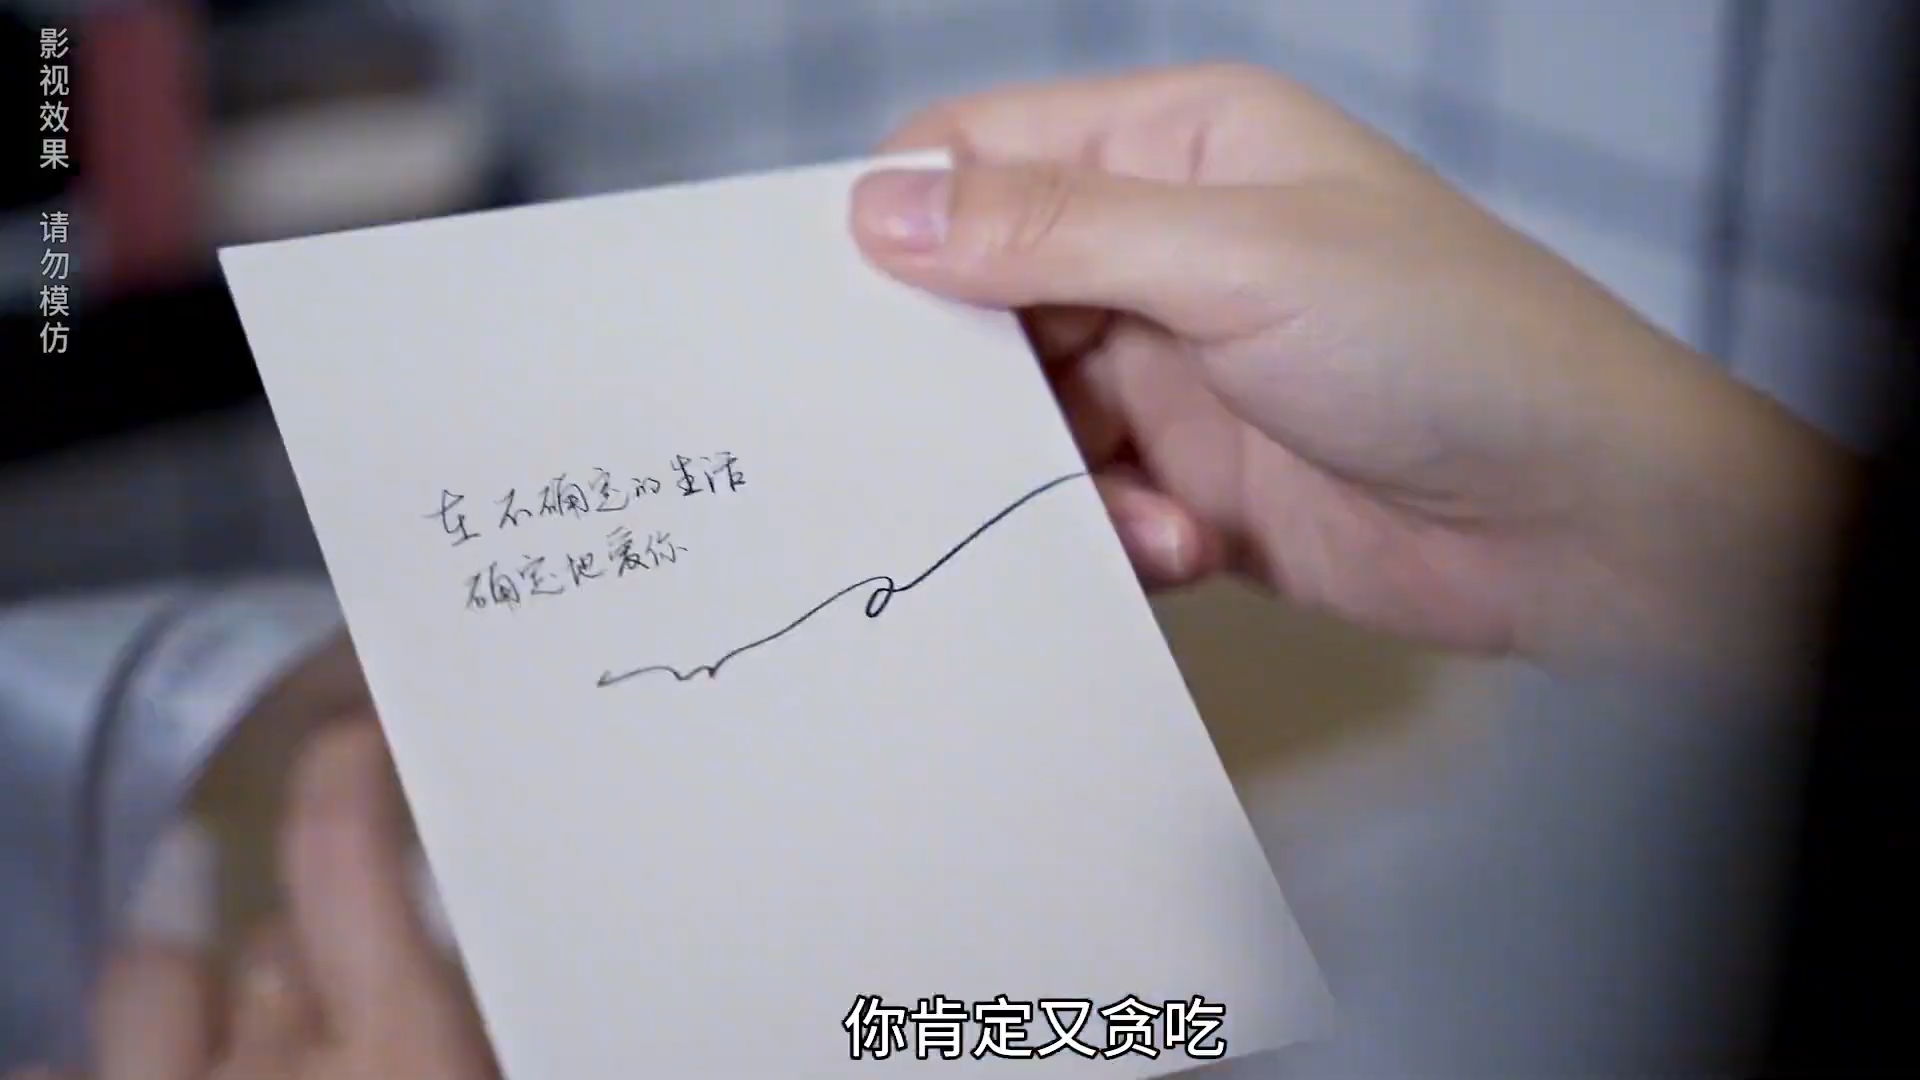 影视效果 请勿模仿
在不确定的生活
确定地爱你
你肯定又贪吃